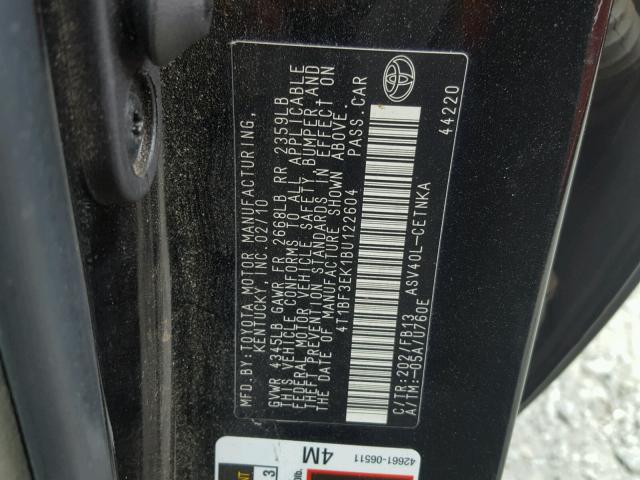 MFD.BY:TOYOTA MOTOR MANUFACTURING,
KENTUCKY, INC. 02/10
GVWR 4345LB GAWR FR 2668LB RR 2359LB
THIS VEHICLE CONFORMS TO ALL APPLICABLE
FEDERAL MOTOR VEHICLE SAFETY, BUMPER AND
THEFT PREVENTION STANDARDS IN EFFECT ON
THE DATE OF MANUFACTURE SHOWN ABOVE.
4T1BF3EK1BU122604 PASS. CAR
C/TR:202/FB13 ASV40L-CETNKA
A/TM:-05A/U760E
44220
42661-06511
4M
3